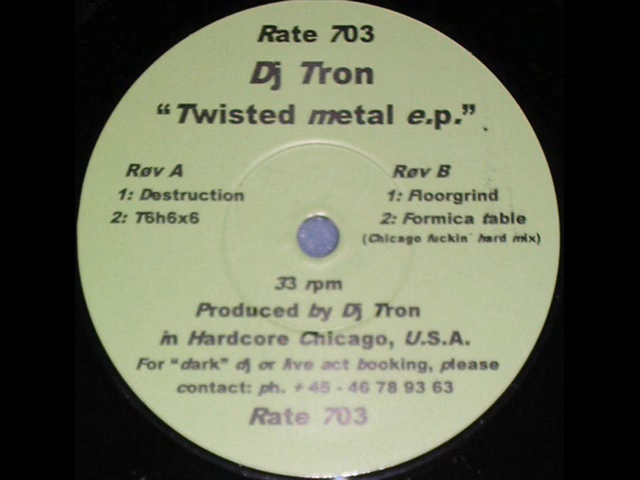 Rate 703
Dj Tron
"Twisted metal e.p."
Røv A
1: Destruction
2: T6h6x6
Røv B
1: Floorgrind
2: Formica table
(Chicago fuckin´ hard mix)
33 rpm
Produced by Dj Tron
in Hardcore Chicago, U.S.A.
For "dark" dj or live act booking, please
contact: ph. + 45 - 46 78 93 63
Rate 703